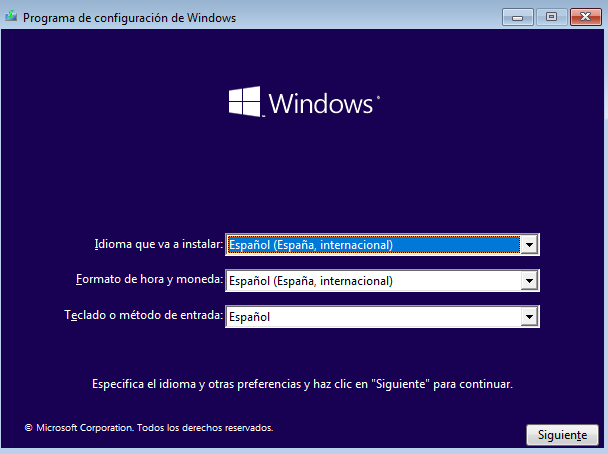 Programa de configuración de Windows
Windows
Idioma que va a instalar: Español (España, internacional)
Formato de hora y moneda: Español (España, internacional)
Teclado o método de entrada: Español
Especifica el idioma y otras preferencias y haz clic en "Siguiente" para continuar.
© Microsoft Corporation. Todos los derechos reservados.
Siguiente